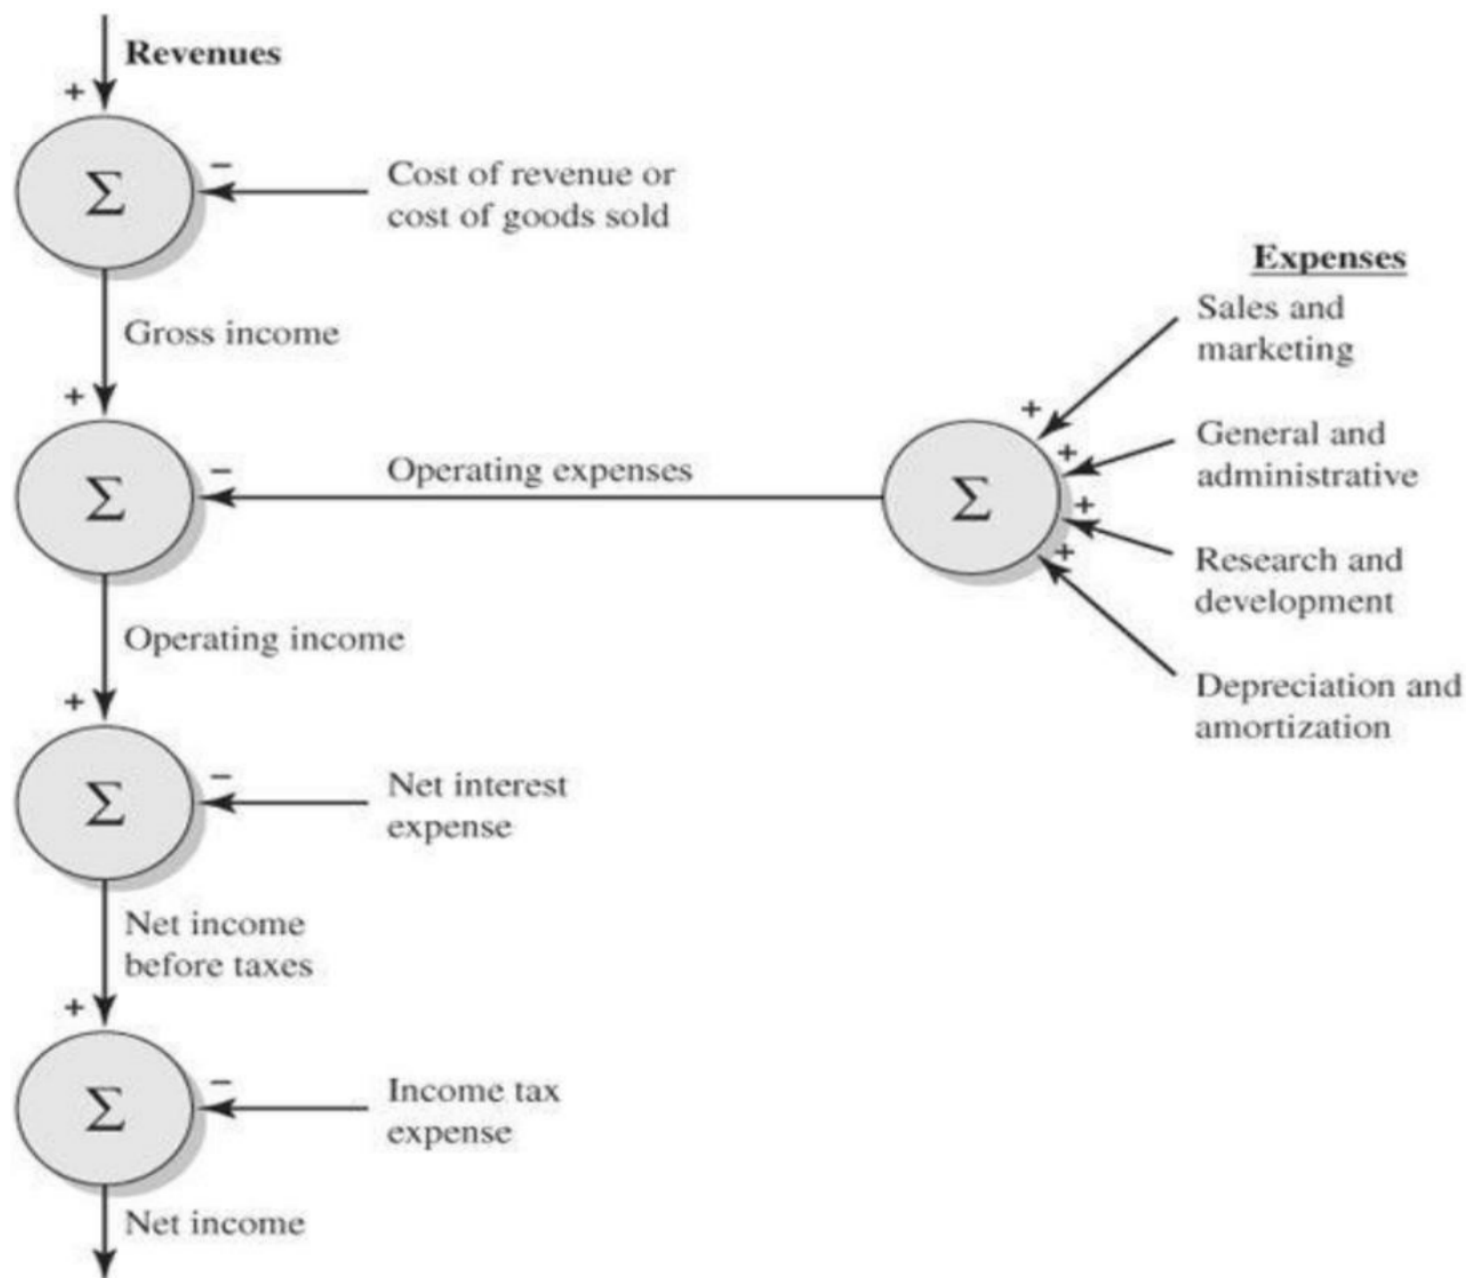 Revenues
+
Σ
−
Cost of revenue or
cost of goods sold
Gross income
+
Σ
−
Operating expenses
Σ
Expenses
+
Sales and
marketing
+
General and
administrative
+
Research and
development
+
Depreciation and
amortization
Operating income
+
Σ
−
Net interest
expense
Net income
before taxes
+
Σ
−
Income tax
expense
Net income